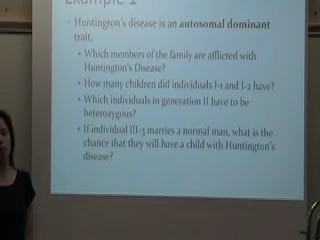 Example 1
• Huntington's disease is an autosomal dominant
trait.
• Which members of the family are afflicted with
Huntington's Disease?
• How many children did individuals I-1 and I-2 have?
• Which individuals in generation II have to be
heterozygous?
• If individual III-3 marries a normal man, what is the
chance that they will have a child with Huntington's
disease?